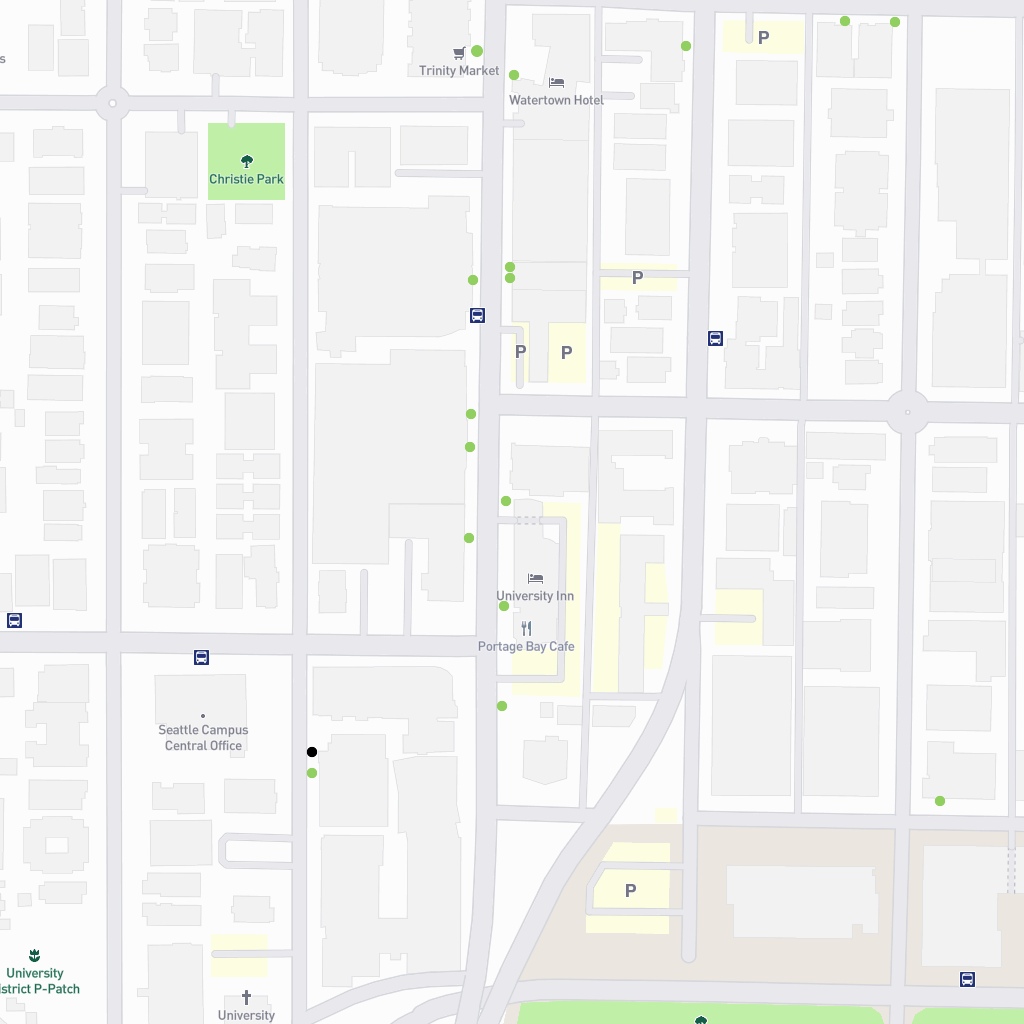 s
Trinity Market
Watertown Hotel
P
Christie Park
P
P
P
University Inn
Portage Bay Cafe
Seattle Campus
Central Office
P
University
istrict P-Patch
University